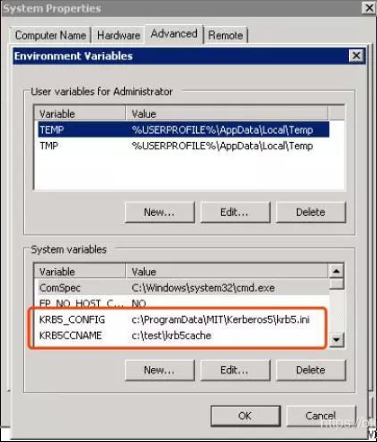 System Properties
Computer Name Hardware Advanced Remote
Environment Variables
User variables for Administrator
Variable Value
TEMP %USERPROFILE%\AppData\Local\Temp
TMP %USERPROFILE%\AppData\Local\Temp
New... Edit... Delete
System variables
Variable Value
ComSpec C:\Windows\system32\cmd.exe
FP_NO_HOST_C... NO
KRB5_CONFIG c:\ProgramData\MIT\Kerberos5\krb5.ini
KRB5CCNAME c:\test\krb5cache
New... Edit... Delete
OK Cancel